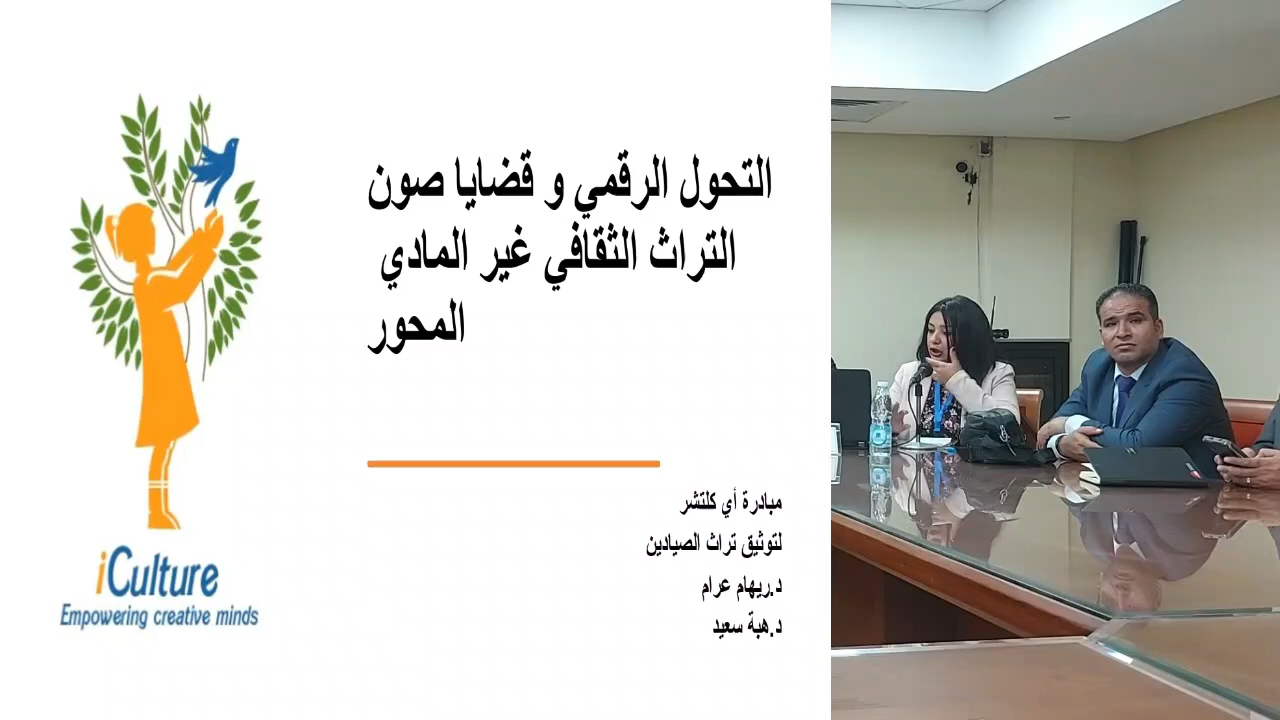 التحول الرقمي و قضايا صون
التراث الثقافي غير المادي
المحور
مبادرة أي كلتشر
لتوثيق تراث الصيادين
د.ريهام عرام
د.هبة سعيد
iCulture
Empowering creative minds